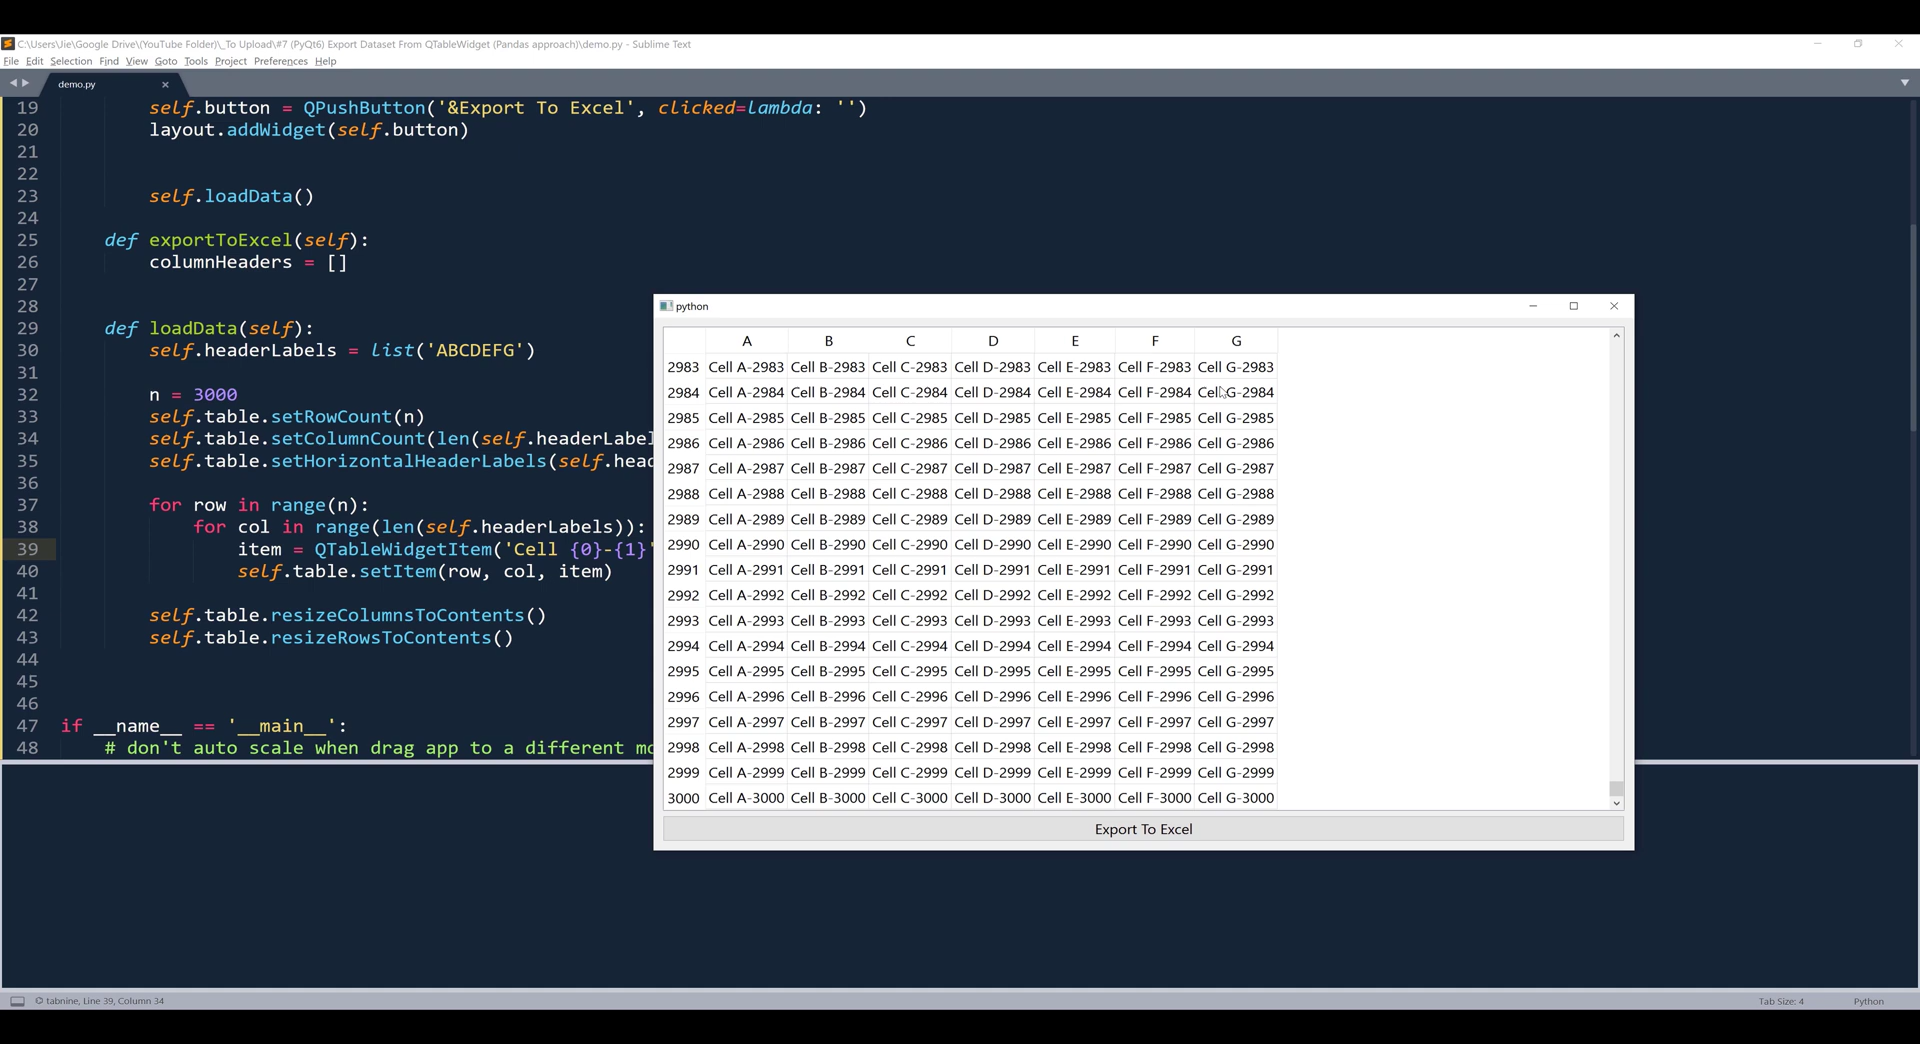 C:\Users\Jie\Google Drive\(YouTube Folder)\_To Upload\#7 (PyQt6) Export Dataset From QTableWidget (Pandas approach)\demo.py - Sublime Text
File Edit Selection Find View Goto Tools Project Preferences Help
demo.py
19 self.button = QPushButton('&Export To Excel', clicked=lambda: '')
20 layout.addWidget(self.button)
21
22
23 self.loadData()
24
25 def exportToExcel(self):
26 columnHeaders = []
27
28
29 def loadData(self):
30 self.headerLabels = list('ABCDEFG')
31
32 n = 3000
33 self.table.setRowCount(n)
34 self.table.setColumnCount(len(self.headerLabel
35 self.table.setHorizontalHeaderLabels(self.head
36
37 for row in range(n):
38 for col in range(len(self.headerLabels)):
39 item = QTableWidgetItem('Cell {0}-{1}'
40 self.table.setItem(row, col, item)
41
42 self.table.resizeColumnsToContents()
43 self.table.resizeRowsToContents()
44
45
46
47 if __name__ == '__main__':
48 # don't auto scale when drag app to a different mo
python
A B C D E F G
2983 Cell A-2983 Cell B-2983 Cell C-2983 Cell D-2983 Cell E-2983 Cell F-2983 Cell G-2983
2984 Cell A-2984 Cell B-2984 Cell C-2984 Cell D-2984 Cell E-2984 Cell F-2984 Cell G-2984
2985 Cell A-2985 Cell B-2985 Cell C-2985 Cell D-2985 Cell E-2985 Cell F-2985 Cell G-2985
2986 Cell A-2986 Cell B-2986 Cell C-2986 Cell D-2986 Cell E-2986 Cell F-2986 Cell G-2986
2987 Cell A-2987 Cell B-2987 Cell C-2987 Cell D-2987 Cell E-2987 Cell F-2987 Cell G-2987
2988 Cell A-2988 Cell B-2988 Cell C-2988 Cell D-2988 Cell E-2988 Cell F-2988 Cell G-2988
2989 Cell A-2989 Cell B-2989 Cell C-2989 Cell D-2989 Cell E-2989 Cell F-2989 Cell G-2989
2990 Cell A-2990 Cell B-2990 Cell C-2990 Cell D-2990 Cell E-2990 Cell F-2990 Cell G-2990
2991 Cell A-2991 Cell B-2991 Cell C-2991 Cell D-2991 Cell E-2991 Cell F-2991 Cell G-2991
2992 Cell A-2992 Cell B-2992 Cell C-2992 Cell D-2992 Cell E-2992 Cell F-2992 Cell G-2992
2993 Cell A-2993 Cell B-2993 Cell C-2993 Cell D-2993 Cell E-2993 Cell F-2993 Cell G-2993
2994 Cell A-2994 Cell B-2994 Cell C-2994 Cell D-2994 Cell E-2994 Cell F-2994 Cell G-2994
2995 Cell A-2995 Cell B-2995 Cell C-2995 Cell D-2995 Cell E-2995 Cell F-2995 Cell G-2995
2996 Cell A-2996 Cell B-2996 Cell C-2996 Cell D-2996 Cell E-2996 Cell F-2996 Cell G-2996
2997 Cell A-2997 Cell B-2997 Cell C-2997 Cell D-2997 Cell E-2997 Cell F-2997 Cell G-2997
2998 Cell A-2998 Cell B-2998 Cell C-2998 Cell D-2998 Cell E-2998 Cell F-2998 Cell G-2998
2999 Cell A-2999 Cell B-2999 Cell C-2999 Cell D-2999 Cell E-2999 Cell F-2999 Cell G-2999
3000 Cell A-3000 Cell B-3000 Cell C-3000 Cell D-3000 Cell E-3000 Cell F-3000 Cell G-3000
Export To Excel
tabnine, Line 39, Column 34
Tab Size: 4 Python